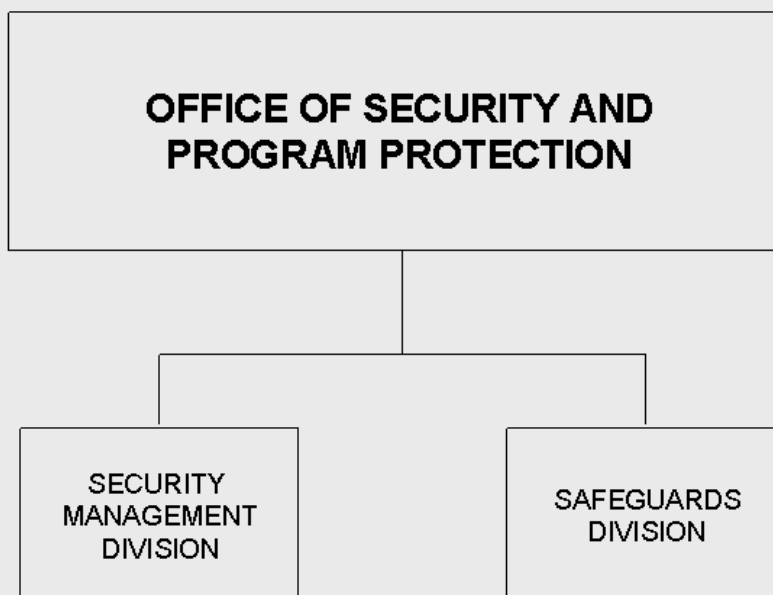 OFFICE OF SECURITY AND
PROGRAM PROTECTION
SECURITY
MANAGEMENT
DIVISION
SAFEGUARDS
DIVISION